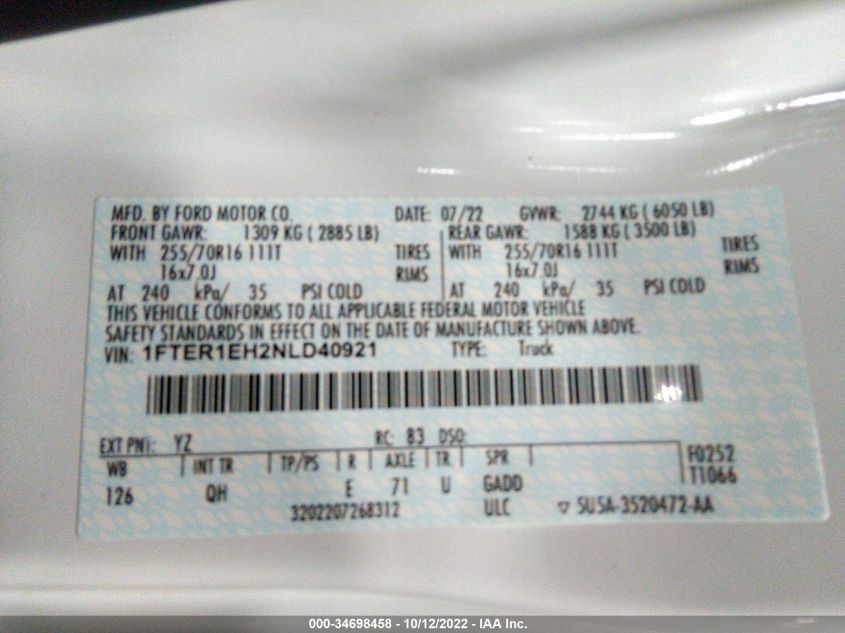 MFD. BY FORD MOTOR CO. DATE: 07/22 GVWR: 2744 KG ( 6050 LB)
FRONT GAWR: 1309 KG ( 2885 LB) REAR GAWR: 1588 KG ( 3500 LB)
WITH 255/70R16 111T TIRES WITH 255/70R16 111T TIRES
16x7.0J RIMS 16x7.0J RIMS
AT 240 kPa/ 35 PSI COLD AT 240 kPa/ 35 PSI COLD
THIS VEHICLE CONFORMS TO ALL APPLICABLE FEDERAL MOTOR VEHICLE
SAFETY STANDARDS IN EFFECT ON THE DATE OF MANUFACTURE SHOWN ABOVE.
VIN: 1FTER1EH2NLD40921 TYPE: Truck
EXT PNT: YZ RC: B3 DSO:
WB INT TR TP/PS R AXLE TR SPR F0252
126 QH E 71 U GADD T1066
3202207268312 ULC ▽ 5U5A-3520472-AA
000-34698458 - 10/12/2022 - IAA Inc.